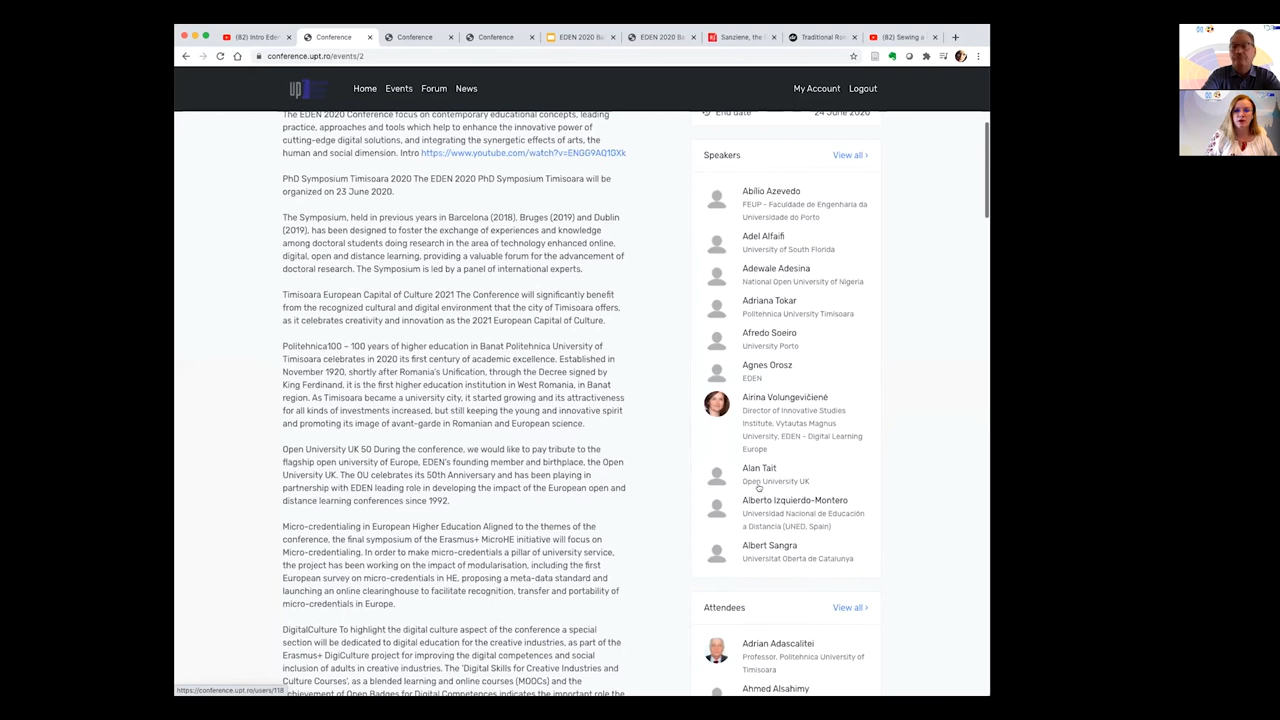 (82) Intro Ede
Conference
Conference
Conference
EDEN 2020 Ba
EDEN 2020 Ba
Sanziene, the
Traditional Ro
(82) Sewing a
conference.upt.ro/events/2
up
Home Events Forum News My Account Logout
The EDEN 2020 Conference focus on contemporary educational concepts, leading
practice, approaches and tools which help to enhance the innovative power of
cutting-edge digital solutions, and integrating the synergetic effects of arts, the
human and social dimension. Intro https://www.youtube.com/watch?v=ENGG9AQ1GXk
PhD Symposium Timisoara 2020 The EDEN 2020 PhD Symposium Timisoara will be
organized on 23 June 2020.
The Symposium, held in previous years in Barcelona (2018), Bruges (2019) and Dublin
(2019), has been designed to foster the exchange of experiences and knowledge
among doctoral students doing research in the area of technology enhanced online,
digital, open and distance learning, providing a valuable forum for the advancement of
doctoral research. The Symposium is led by a panel of international experts.
Timisoara European Capital of Culture 2021 The Conference will significantly benefit
from the recognized cultural and digital environment that the city of Timisoara offers,
as it celebrates creativity and innovation as the 2021 European Capital of Culture.
Politehnica100 – 100 years of higher education in Banat Politehnica University of
Timisoara celebrates in 2020 its first century of academic excellence. Established in
November 1920, shortly after Romania's Unification, through the Decree signed by
King Ferdinand, it is the first higher education institution in West Romania, in Banat
region. As Timisoara became a university city, it started growing and its attractiveness
for all kinds of investments increased, but still keeping the young and innovative spirit
and promoting its image of avant-garde in Romanian and European science.
Open University UK 50 During the conference, we would like to pay tribute to the
flagship open university of Europe, EDEN's founding member and birthplace, the Open
University UK. The OU celebrates its 50th Anniversary and has been playing in
partnership with EDEN leading role in developing the impact of the European open and
distance learning conferences since 1992.
Micro-credentialing in European Higher Education Aligned to the themes of the
conference, the final symposium of the Erasmus+ MicroHE initiative will focus on
Micro-credentialing. In order to make micro-credentials a pillar of university service,
the project has been working on the impact of modularisation, including the first
European survey on micro-credentials in HE, proposing a meta-data standard and
launching an online clearinghouse to facilitate recognition, transfer and portability of
micro-credentials in Europe.
DigitalCulture To highlight the digital culture aspect of the conference a special
section will be dedicated to digital education for the creative industries, as part of the
Erasmus+ DigiCulture project for improving the digital competences and social
inclusion of adults in creative industries. The 'Digital Skills for Creative Industries and
Culture Courses', as a blended learning and online courses (MOOCs) and the
achievement of Open Badges for Digital Competences indicates the important role the
End date 24 June 2020
Speakers View all ›
Abílio Azevedo
FEUP - Faculdade de Engenharia da
Universidade do Porto
Adel Alfaifi
University of South Florida
Adewale Adesina
National Open University of Nigeria
Adriana Tokar
Politehnica University Timisoara
Afredo Soeiro
University Porto
Agnes Orosz
EDEN
Airina Volungevičienė
Director of Innovative Studies
Institute, Vytautas Magnus
University, EDEN - Digital Learning
Europe
Alan Tait
Open University UK
Alberto Izquierdo-Montero
Universidad Nacional de Educación
a Distancia (UNED, Spain)
Albert Sangra
Universitat Oberta de Catalunya
Attendees View all ›
Adrian Adascalitei
Professor, Politehnica University of
Timisoara
Ahmed Alsahimy
https://conference.upt.ro/users/118